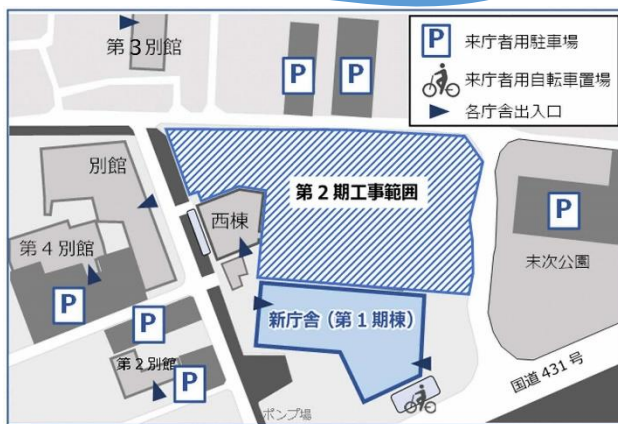 第3別館
P
P
P
来庁者用駐車場
来庁者用自転車置場
各庁舎出入口
別館
第2期工事範囲
西棟
P
第4別館
末次公園
P
P
新庁舎（第1期棟）
第2別館
P
国道431号
ポンプ場